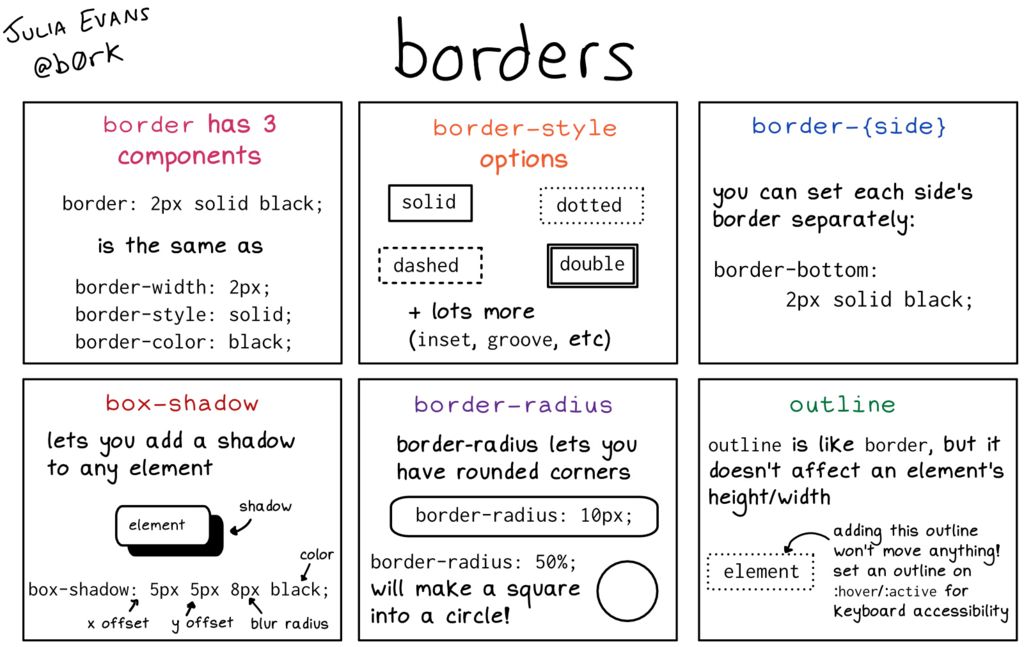 JULIA EVANS
@b0rk
borders
border has 3
components
border: 2px solid black;
is the same as
border-width: 2px;
border-style: solid;
border-color: black;
border-style
options
solid
dotted
dashed
double
+ lots more
(inset, groove, etc)
border-{side}
you can set each side's
border separately:
border-bottom:
2px solid black;
box-shadow
lets you add a shadow
to any element
element
shadow
color
box-shadow: 5px 5px 8px black;
x offset y offset blur radius
border-radius
border-radius lets you
have rounded corners
border-radius: 10px;
border-radius: 50%;
will make a square
into a circle!
outline
outline is like border, but it
doesn't affect an element's
height/width
element
adding this outline
won't move anything!
set an outline on
:hover/:active for
keyboard accessibility